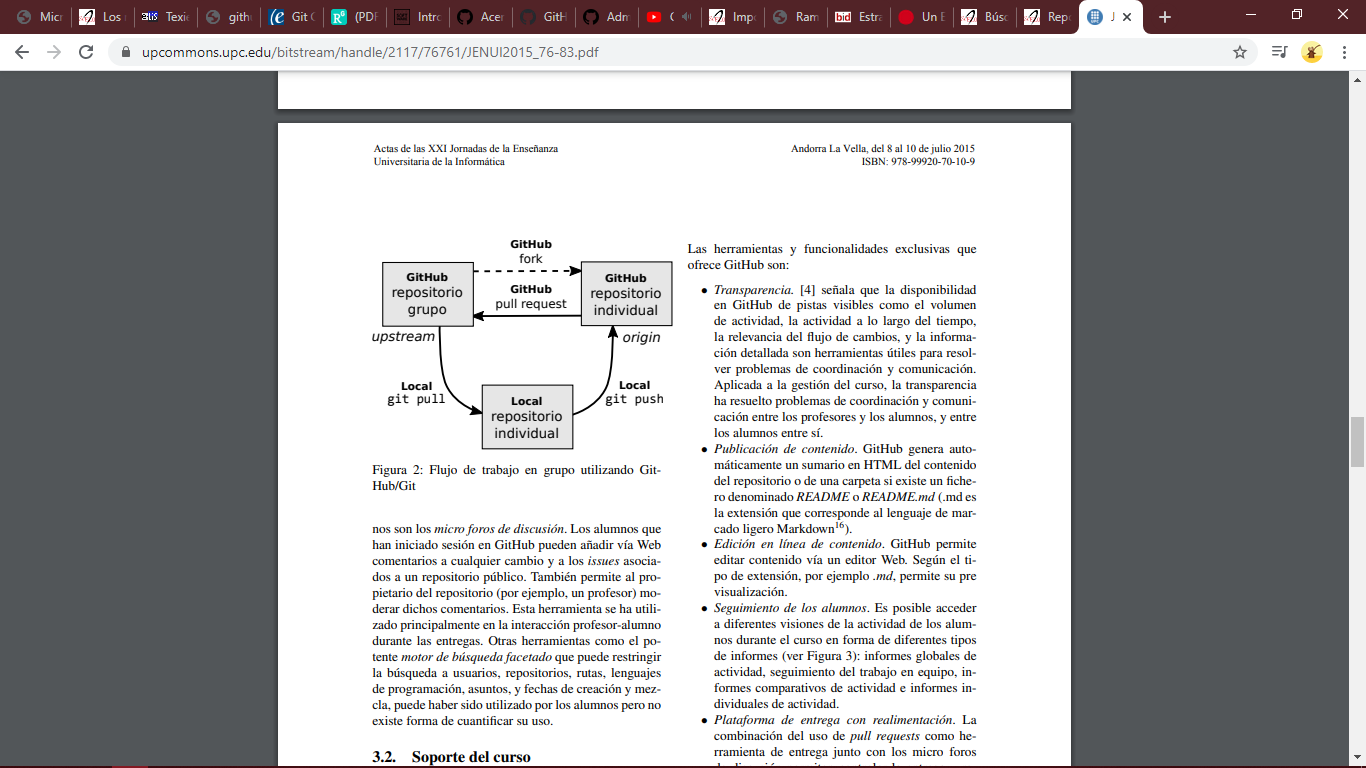 Micr
Los
Texie
gith
Git C
(PDF
Intro
Acer
GitH
Adm
Impo
Ram
bid
Estra
Un E
Búsc
Repo
J
upcommons.upc.edu/bitstream/handle/2117/76761/JENUI2015_76-83.pdf
Actas de las XXI Jornadas de la Enseñanza
Universitaria de la Informática
Andorra La Vella, del 8 al 10 de julio 2015
ISBN: 978-99920-70-10-9
GitHub
fork
GitHub
repositorio
grupo
GitHub
pull request
GitHub
repositorio
individual
upstream
origin
Local
git pull
Local
repositorio
individual
Local
git push
Figura 2: Flujo de trabajo en grupo utilizando Git-
Hub/Git
nos son los micro foros de discusión. Los alumnos que
han iniciado sesión en GitHub pueden añadir vía Web
comentarios a cualquier cambio y a los issues asocia-
dos a un repositorio público. También permite al pro-
pietario del repositorio (por ejemplo, un profesor) mo-
derar dichos comentarios. Esta herramienta se ha utili-
zado principalmente en la interacción profesor-alumno
durante las entregas. Otras herramientas como el po-
tente motor de búsqueda facetado que puede restringir
la búsqueda a usuarios, repositorios, rutas, lenguajes
de programación, asuntos, y fechas de creación y mez-
cla, puede haber sido utilizado por los alumnos pero no
existe forma de cuantificar su uso.
3.2. Soporte del curso
Las herramientas y funcionalidades exclusivas que
ofrece GitHub son:
• Transparencia. [4] señala que la disponibilidad
en GitHub de pistas visibles como el volumen
de actividad, la actividad a lo largo del tiempo,
la relevancia del flujo de cambios, y la informa-
ción detallada son herramientas útiles para resol-
ver problemas de coordinación y comunicación.
Aplicada a la gestión del curso, la transparencia
ha resuelto problemas de coordinación y comuni-
cación entre los profesores y los alumnos, y entre
los alumnos entre sí.
• Publicación de contenido. GitHub genera auto-
máticamente un sumario en HTML del contenido
del repositorio o de una carpeta si existe un fiche-
ro denominado README o README.md (.md es
la extensión que corresponde al lenguaje de mar-
cado ligero Markdown16).
• Edición en línea de contenido. GitHub permite
editar contenido vía un editor Web. Según el ti-
po de extensión, por ejemplo .md, permite su pre
visualización.
• Seguimiento de los alumnos. Es posible acceder
a diferentes visiones de la actividad de los alum-
nos durante el curso en forma de diferentes tipos
de informes (ver Figura 3): informes globales de
actividad, seguimiento del trabajo en equipo, in-
formes comparativos de actividad e informes in-
dividuales de actividad.
• Plataforma de entrega con realimentación. La
combinación del uso de pull requests como he-
rramienta de entrega junto con los micro foros